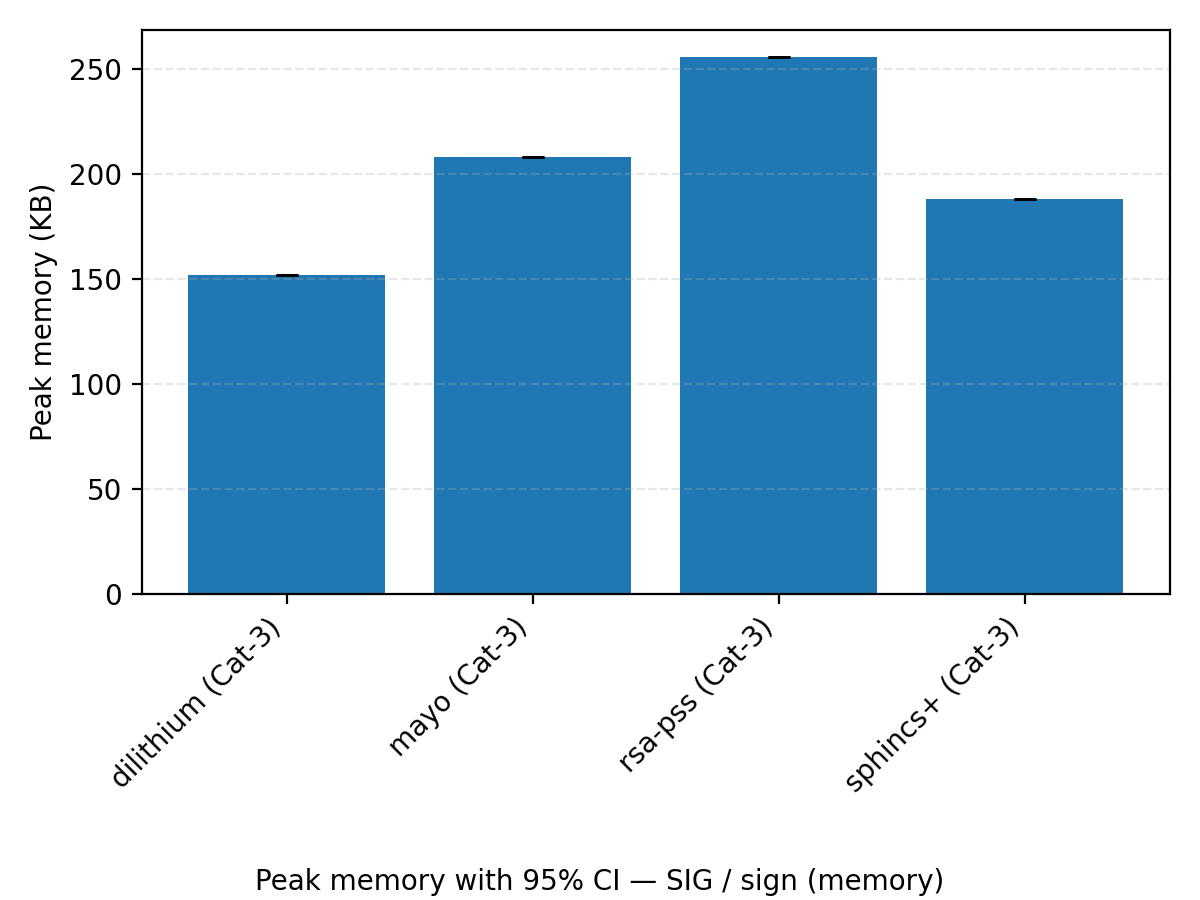 Peak memory (KB)
250
200
150
100
50
0
dilithium (Cat-3)
mayo (Cat-3)
rsa-pss (Cat-3)
sphincs+ (Cat-3)
Peak memory with 95% CI — SIG / sign (memory)